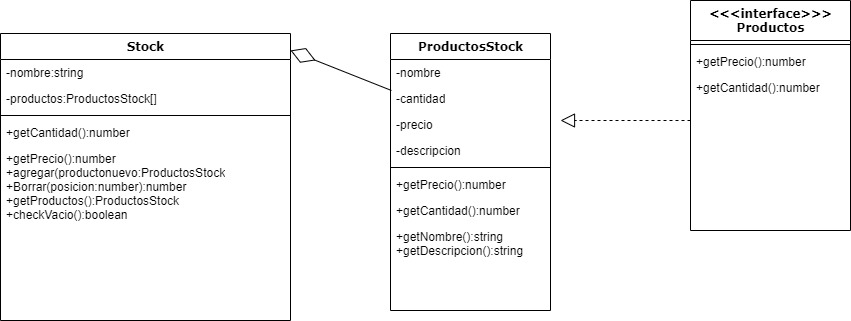 Stock
-nombre:string
-productos:ProductosStock[]
+getCantidad():number
+getPrecio():number
+agregar(productonuevo:ProductosStock
+Borrar(posicion:number):number
+getProductos():ProductosStock
+checkVacio():boolean
ProductosStock
-nombre
-cantidad
-precio
-descripcion
+getPrecio():number
+getCantidad():number
+getNombre():string
+getDescripcion():string
<<<interface>>>
Productos
+getPrecio():number
+getCantidad():number